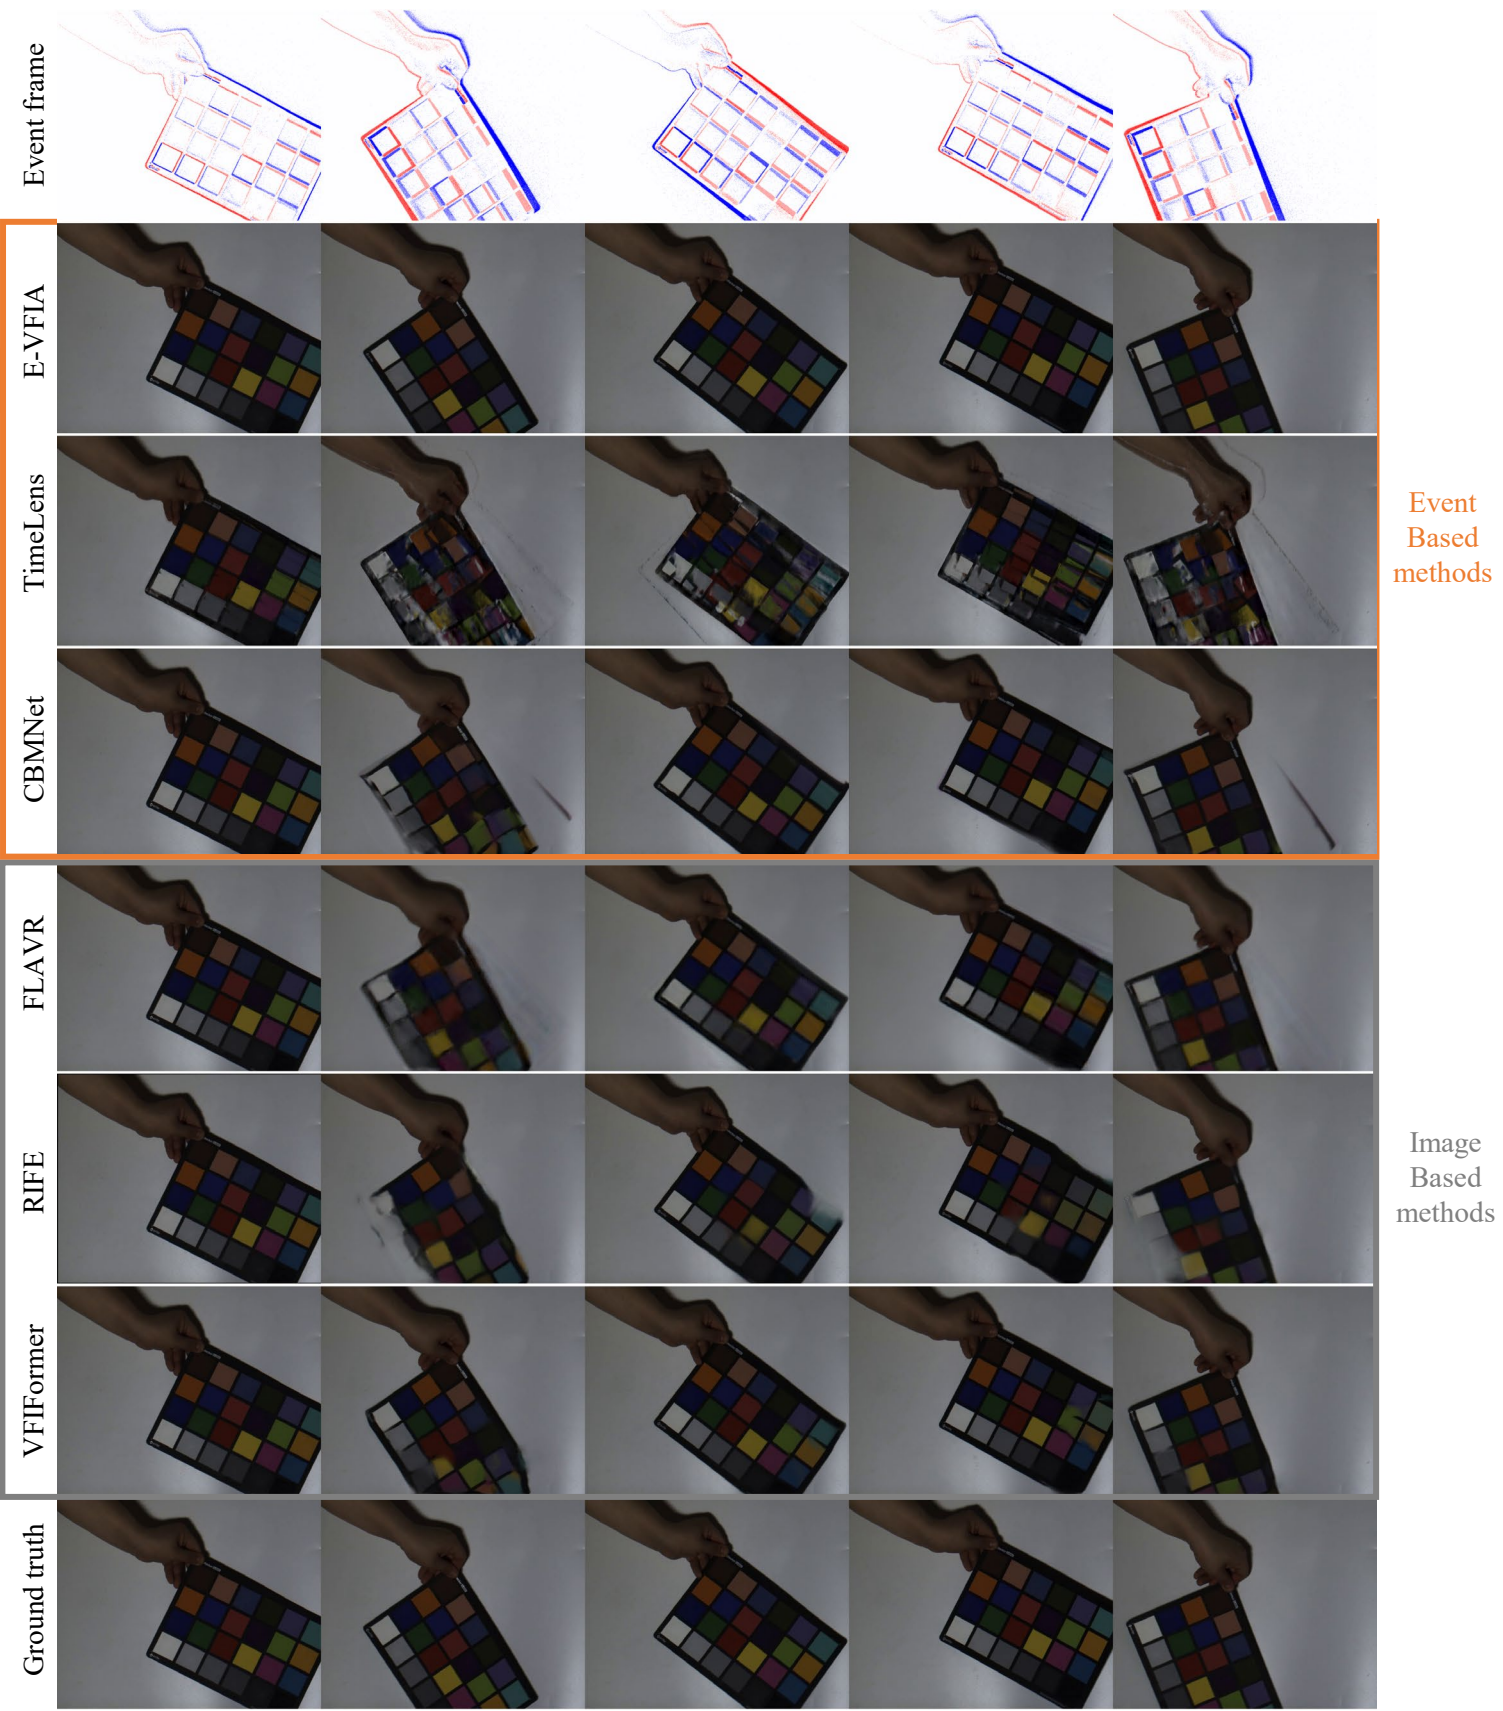 Event frame
E-VFIA
TimeLens
CBMNet
Event
Based
methods
FLAVR
RIFE
VFIFormer
Image
Based
methods
Ground truth